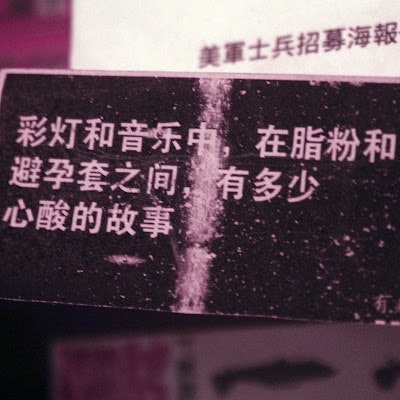 美軍士兵招募海報
彩灯和音乐中，在脂粉和
避孕套之间，有多少
心酸的故事
有